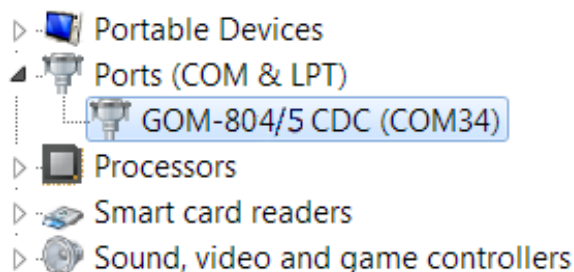 Portable Devices
Ports (COM & LPT)
GOM-804/5 CDC (COM34)
Processors
Smart card readers
Sound, video and game controllers